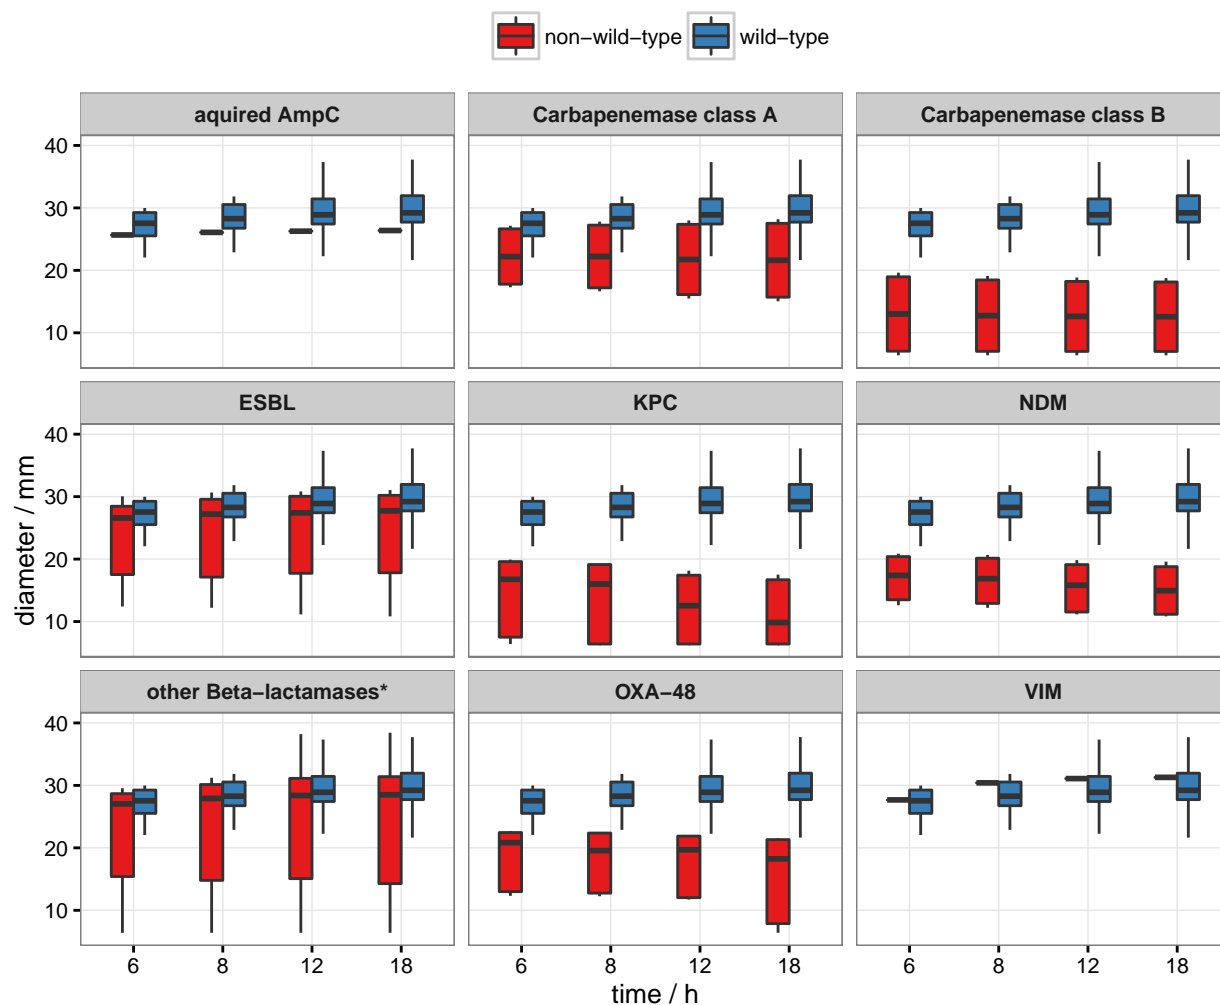 non-wild-type wild-type
aquired AmpC Carbapenemase class A Carbapenemase class B
40
30
20
10
ESBL KPC NDM
40
30
20
10
diameter / mm
other Beta-lactamases* OXA-48 VIM
40
30
20
10
6 8 12 18 6 8 12 18 6 8 12 18
time / h